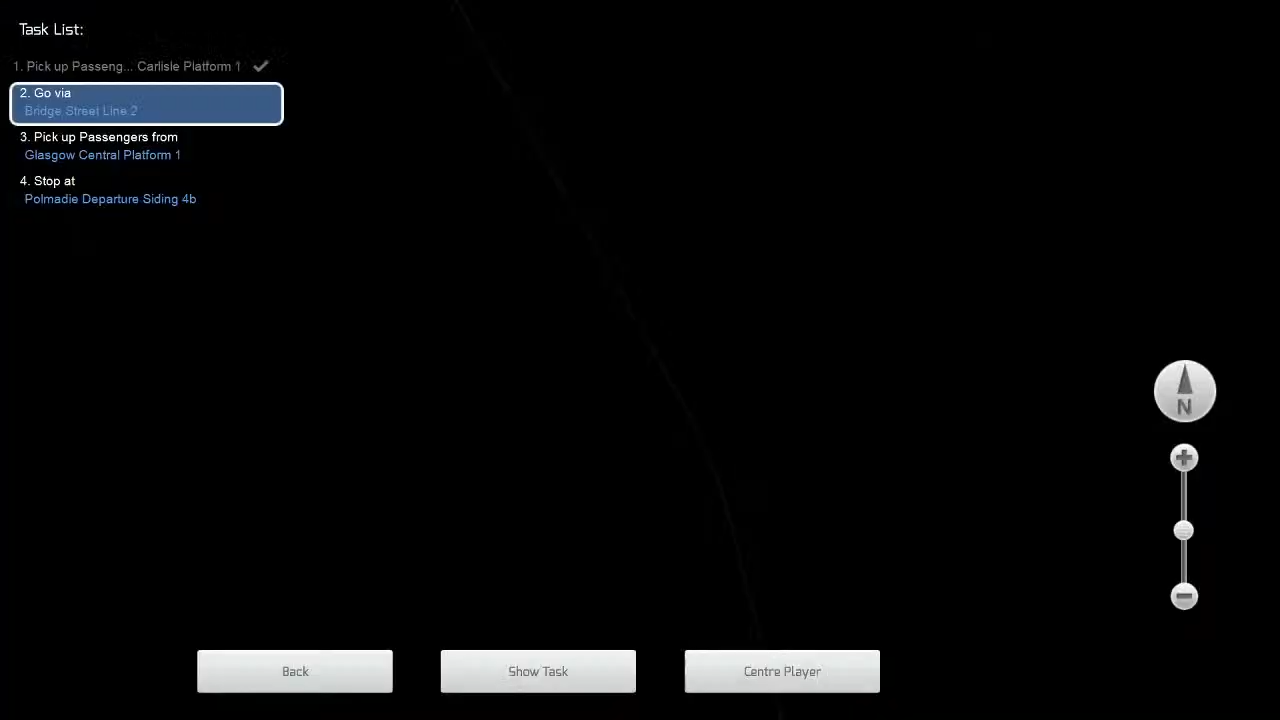 Task List:
1. Pick up Passeng... Carlisle Platform 1
2. Go via
Bridge Street Line 2
3. Pick up Passengers from
Glasgow Central Platform 1
4. Stop at
Polmadie Departure Siding 4b
N
Back
Show Task
Centre Player